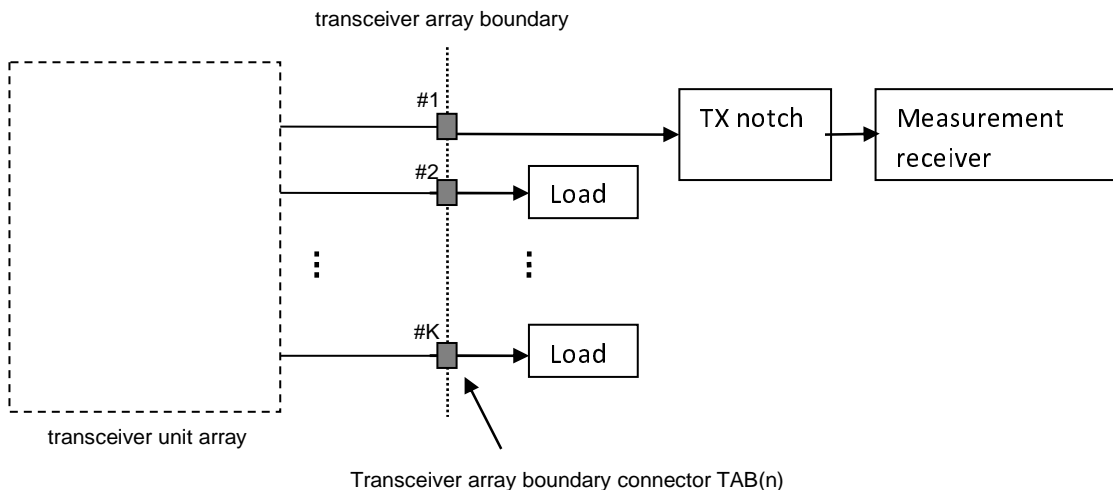 transceiver array boundary
#1
TX notch
Measurement
receiver
#2
Load
#K
Load
transceiver unit array
Transceiver array boundary connector TAB(n)